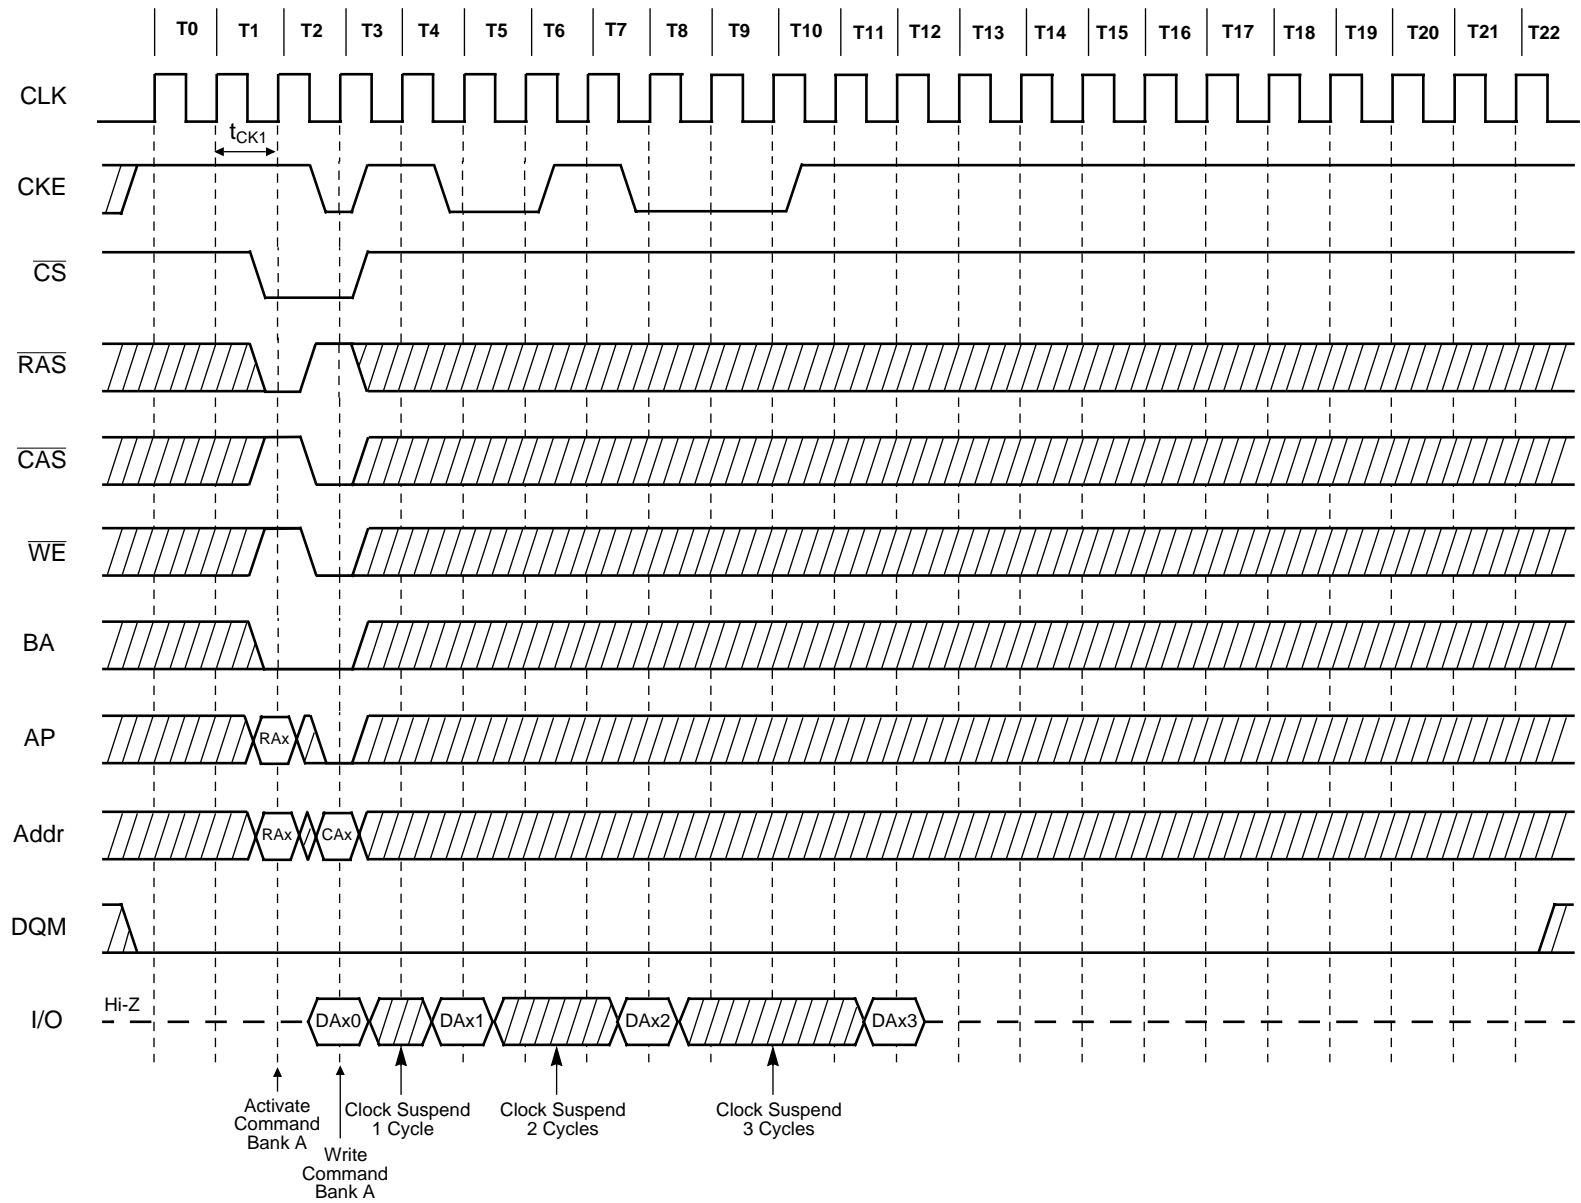 T0 T1 T2 T3 T4 T5 T6 T7 T8 T9 T10 T11 T12 T13 T14 T15 T16 T17 T18 T19 T20 T21 T22
CLK
tCK1
CKE
CS
RAS
CAS
WE
BA
AP
RAx
Addr
RAx CAx
DQM
I/O
Hi-Z
DAx0 DAx1 DAx2 DAx3
Activate
Command
Bank A
Write
Command
Bank A
Clock Suspend
1 Cycle
Clock Suspend
2 Cycles
Clock Suspend
3 Cycles